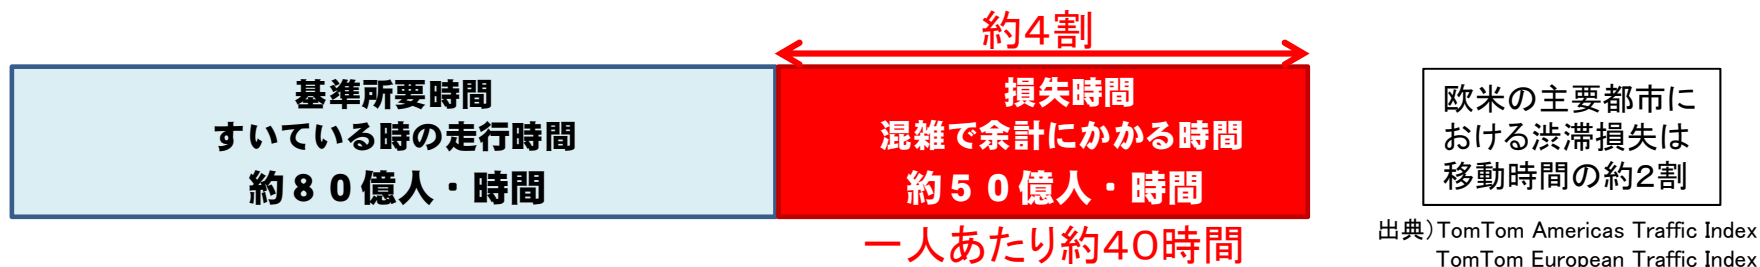 約4割
基準所要時間
すいている時の走行時間
約８０億人・時間
損失時間
混雑で余計にかかる時間
約５０億人・時間
一人あたり約40時間
欧米の主要都市に
おける渋滞損失は
移動時間の約2割
出典）TomTom Americas Traffic Index
TomTom European Traffic Index